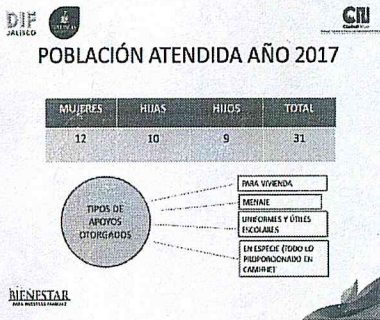 DIF
JALISCO
CIJ
POBLACIÓN ATENDIDA AÑO 2017
MUJERES HIJAS HIJOS TOTAL
12 10 9 31
TIPOS DE
APOYOS
OTORGADOS
PARA VIVIENDA
MENAJE
UNIFORMES Y ÚTILES
ESCOLARES
EN ESPECIE (TODO LO
PROPORCIONADO EN
BIENESTAR